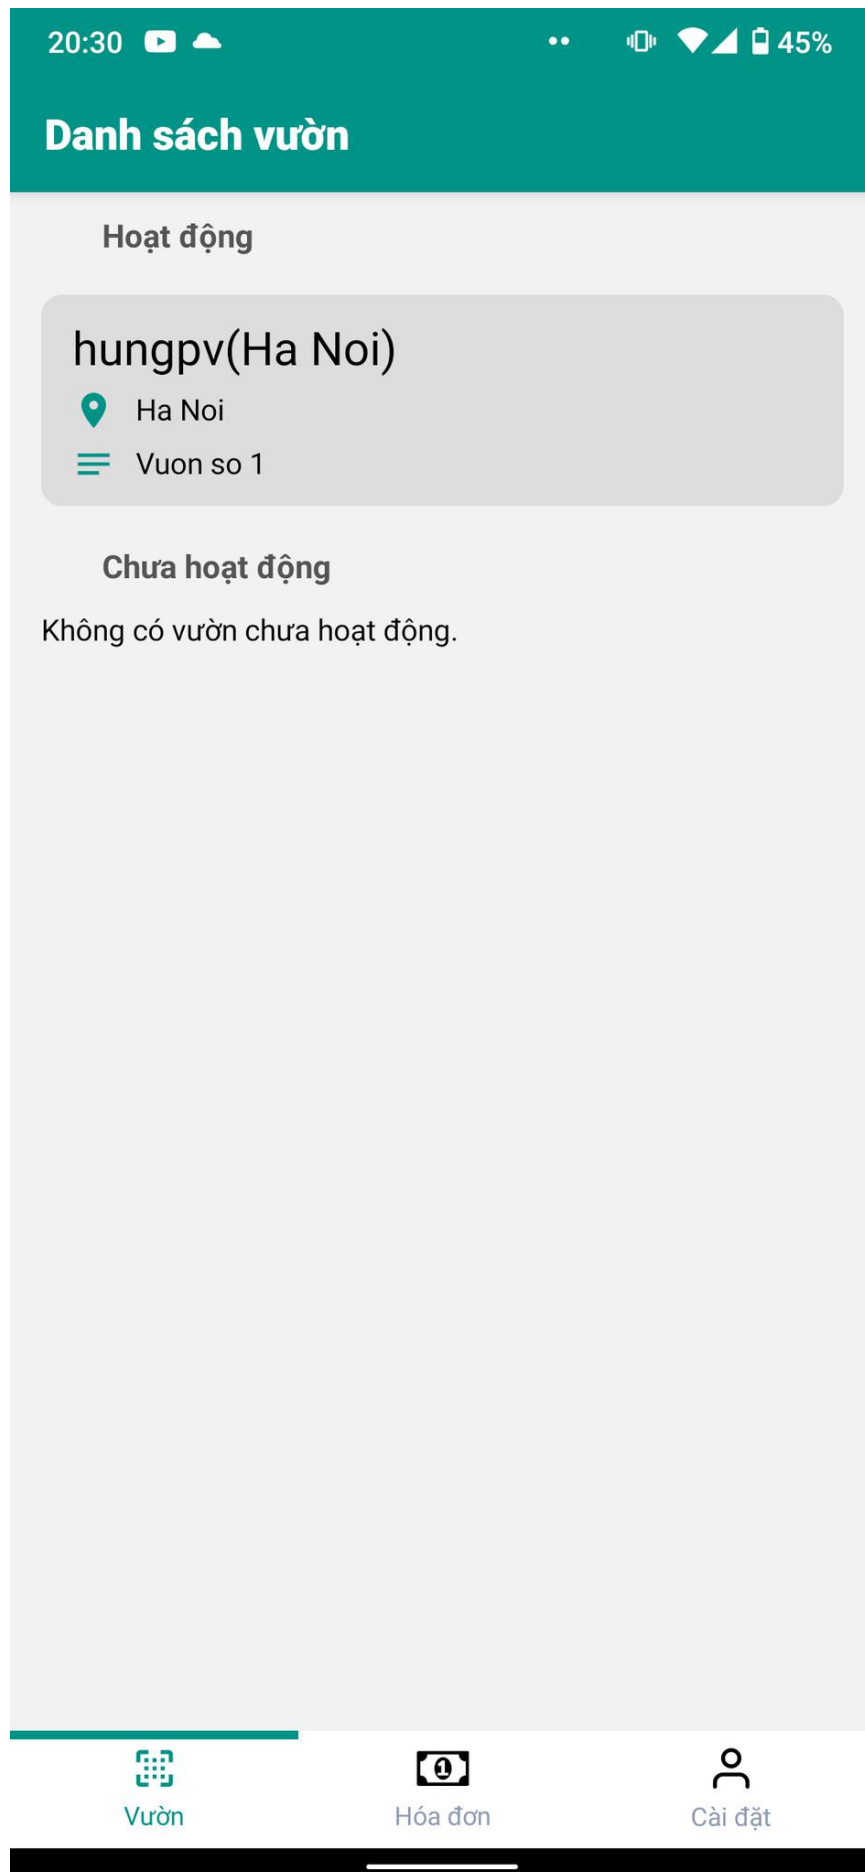 20:30 45%
Danh sách vườn
Hoạt động
hungpv(Ha Noi)
Ha Noi
Vuon so 1
Chưa hoạt động
Không có vườn chưa hoạt động.
Vườn Hóa đơn Cài đặt